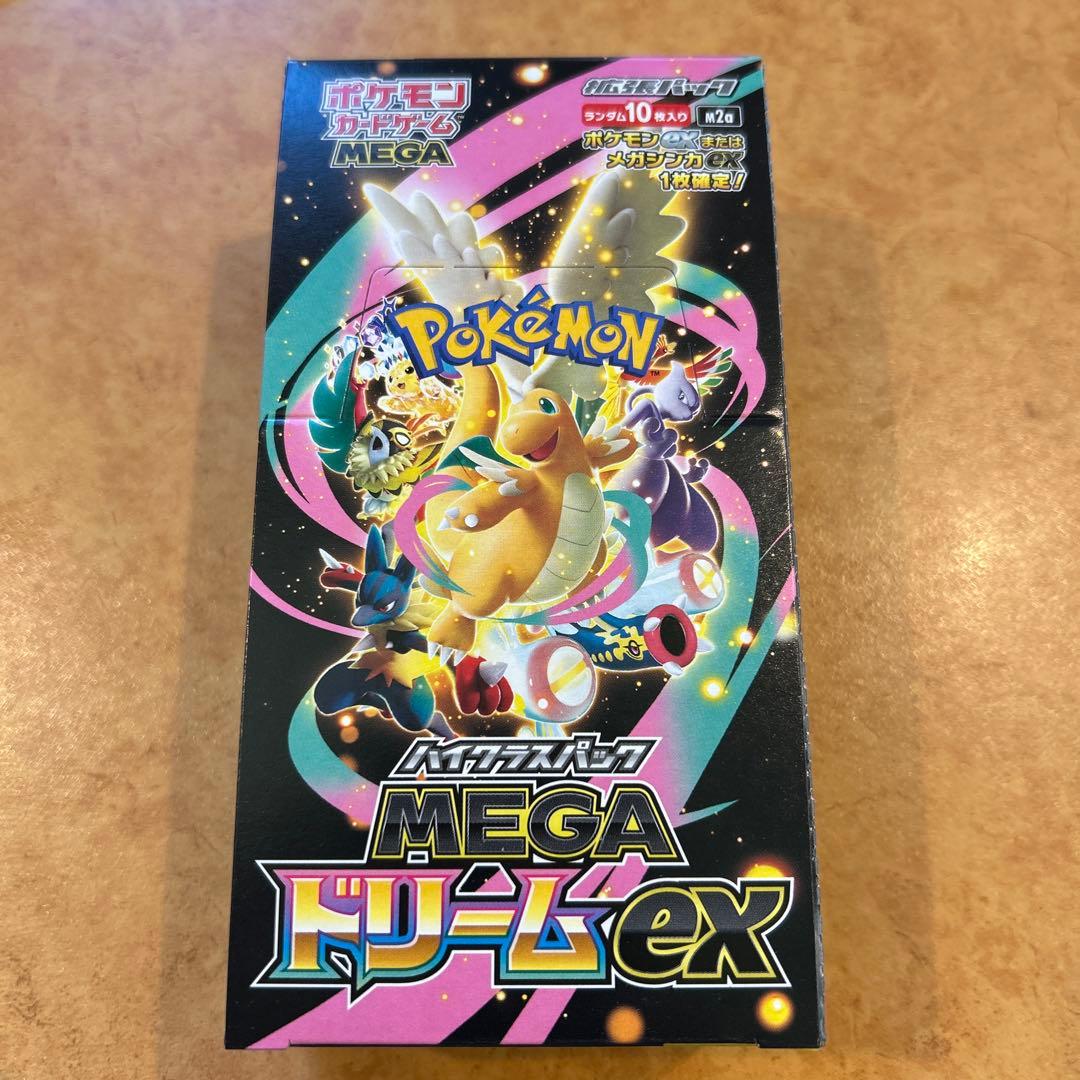 ポケモン
カードゲーム™
MEGA
拡張パック
ランダム10枚入り M2a
ポケモンexまたは
メガシンカex
1枚確定!
POKéMON
TM
ハイクラスパック
MEGA
ドリームex